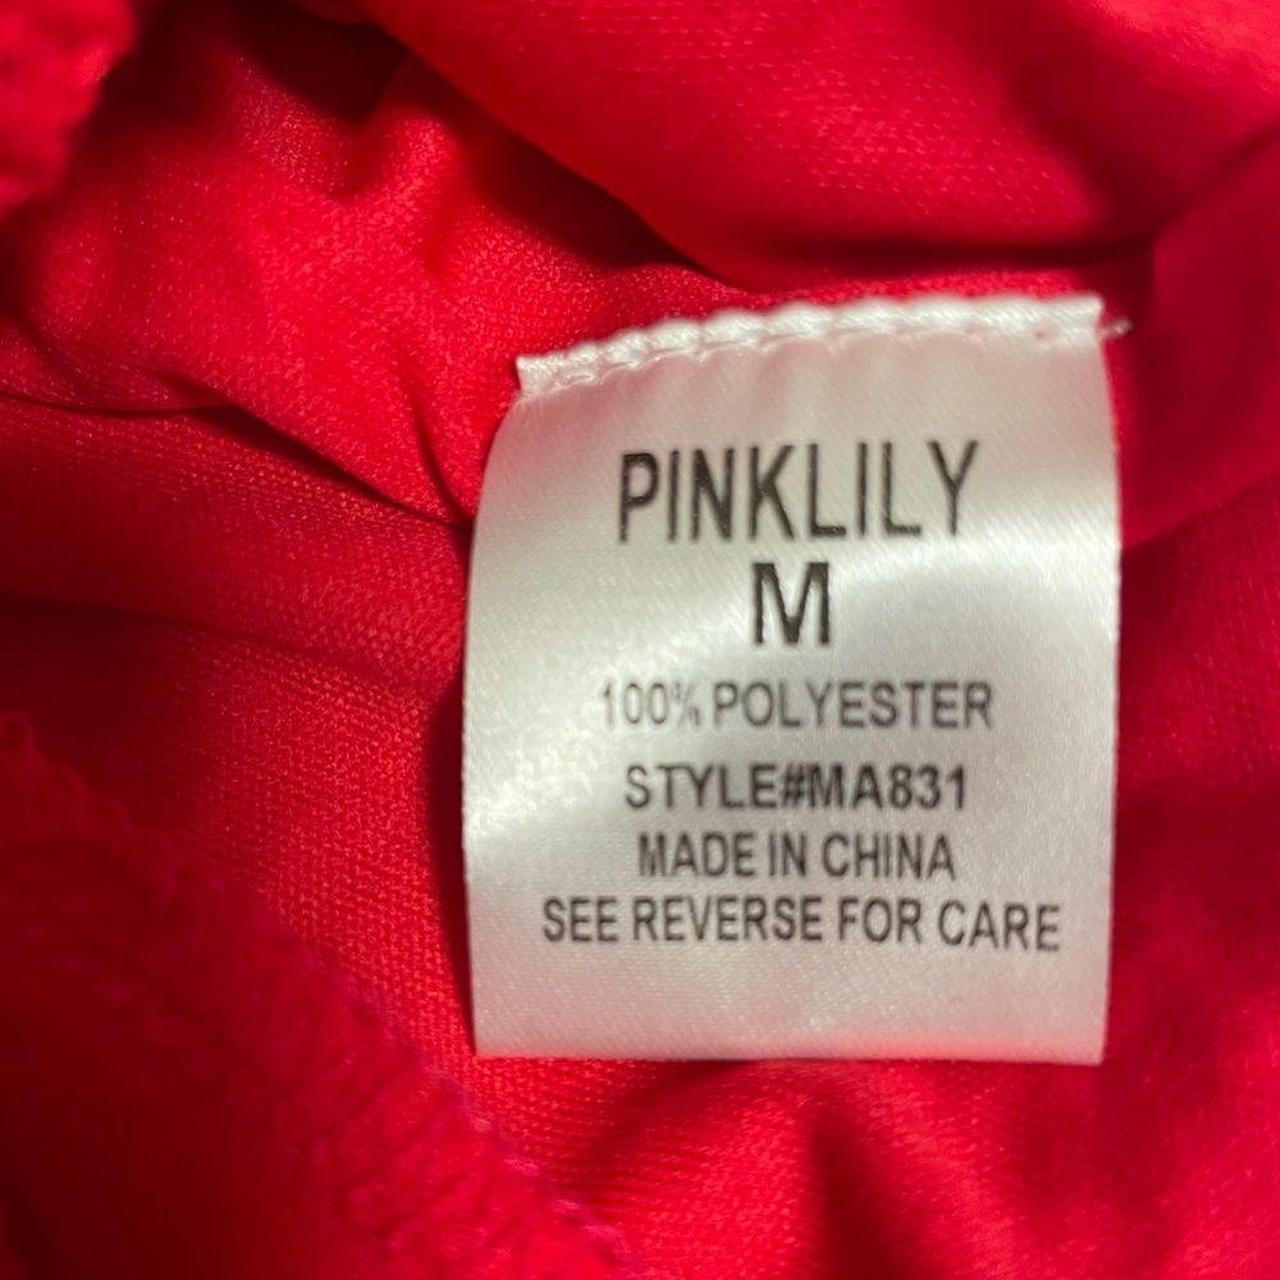 PINKLILY
M
100% POLYESTER
STYLE#MA831
MADE IN CHINA
SEE REVERSE FOR CARE